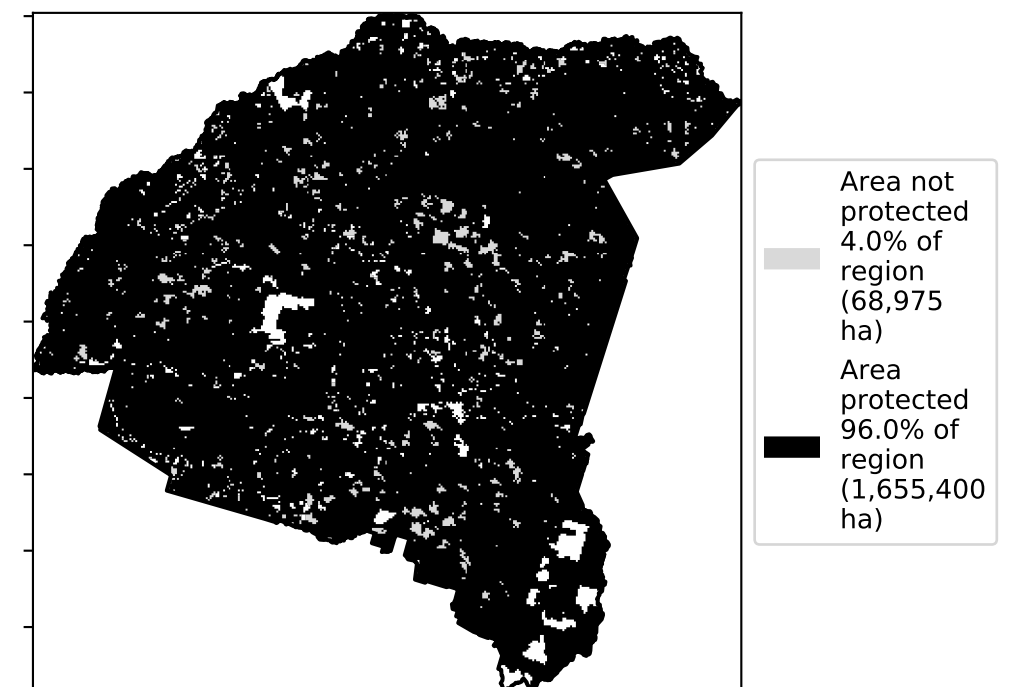 Area not
protected
4.0% of
region
(68,975
ha)
Area
protected
96.0% of
region
(1,655,400
ha)